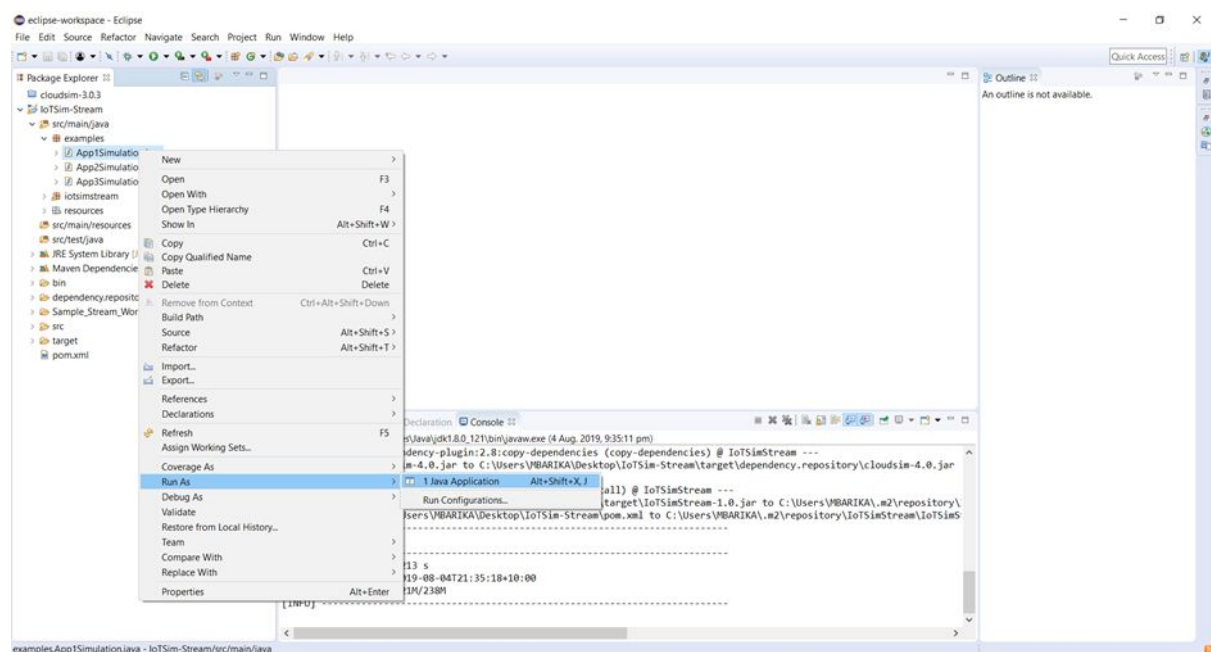 eclipse-workspace - Eclipse
File Edit Source Refactor Navigate Search Project Run Window Help
Quick Access
Package Explorer
cloudsim-3.0.3
IoTSim-Stream
src/main/java
examples
App1Simulatio
App2Simulatio
App3Simulatio
iotsimstream
resources
src/main/resources
src/test/java
JRE System Library
Maven Dependencie
bin
dependency.reposito
Sample_Stream_Wor
src
target
pom.xml
New
Open F3
Open With
Open Type Hierarchy F4
Show In Alt+Shift+W
Copy Ctrl+C
Copy Qualified Name
Paste Ctrl+V
Delete Delete
Remove from Context Ctrl+Alt+Shift+Down
Build Path
Source Alt+Shift+S
Refactor Alt+Shift+T
Import...
Export...
References
Declarations
Refresh F5
Assign Working Sets...
Coverage As
Run As
Debug As
Validate
Restore from Local History...
Team
Compare With
Replace With
Properties Alt+Enter
1 Java Application Alt+Shift+X, J
Run Configurations...
Outline
An outline is not available.
Declaration Console
es\Java\jdk1.8.0_121\bin\javaw.exe (4 Aug. 2019, 9:35:11 pm)
dency-plugin:2.8:copy-dependencies (copy-dependencies) @ IoTSimStream ---
m-4.0.jar to C:\Users\MBARIKA\Desktop\IoTSim-Stream\target\dependency.repository\cloudsim-4.0.jar
all) @ IoTSimStream ---
\target\IoTSimStream-1.0.jar to C:\Users\MBARIKA\.m2\repository\
Users\MBARIKA\Desktop\IoTSim-Stream\pom.xml to C:\Users\MBARIKA\.m2\repository\IoTSimStream\IoTSimS
------------------------------------------------------------------------
------------------------------------------------------------------------
213 s
019-08-04T21:35:18+10:00
21M/238M
[INFO] ------------------------------------------------------------------------
examples.App1Simulation.java - IoTSim-Stream/src/main/java